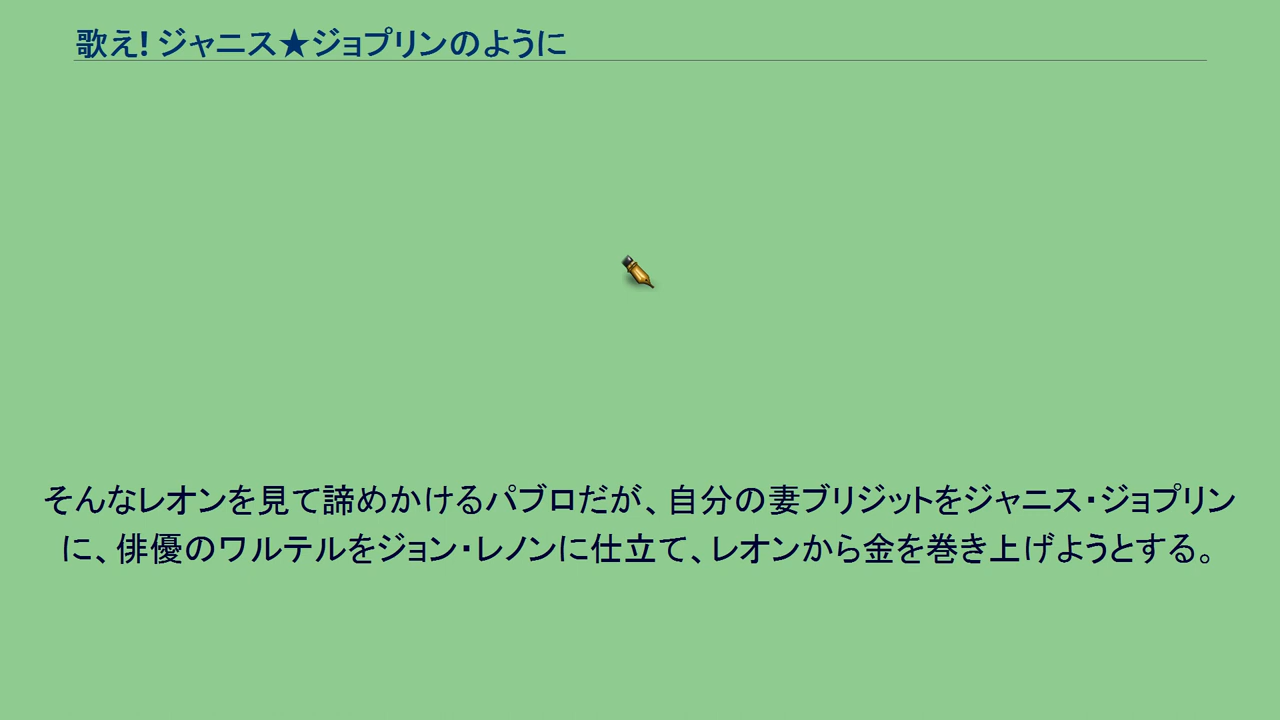 歌え! ジャニス★ジョプリンのように
そんなレオンを見て諦めかけるパブロだが、自分の妻ブリジットをジャニス・ジョプリン
に、俳優のワルテルをジョン・レノンに仕立て、レオンから金を巻き上げようとする。